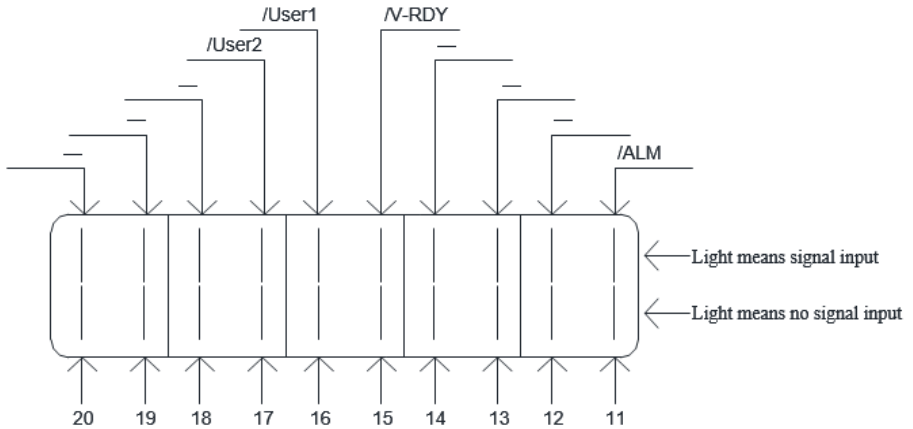 /User1
/V-RDY
/User2
—
—
—
—
—
—
—
/ALM
Light means signal input
Light means no signal input
20 19 18 17 16 15 14 13 12 11